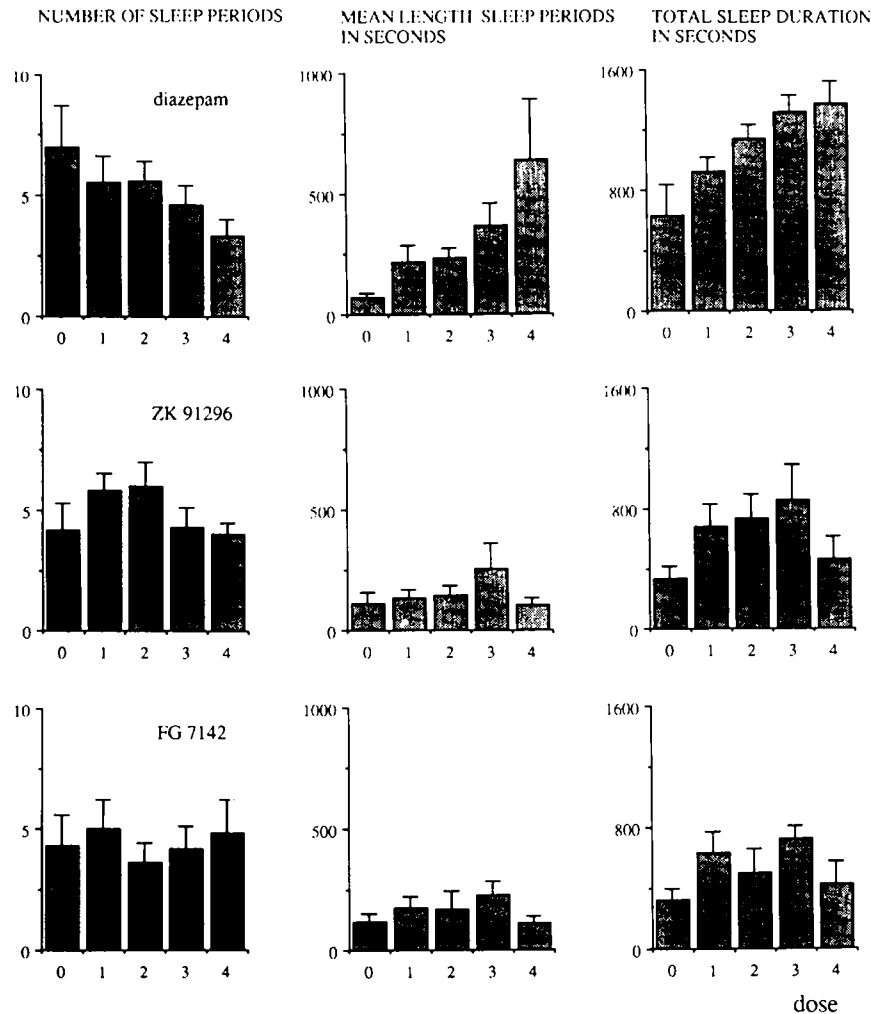 NUMBER OF SLEEP PERIODS
MEAN LENGTH SLEEP PERIODS
IN SECONDS
TOTAL SLEEP DURATION
IN SECONDS
10
5
0
diazepam
0 1 2 3 4
1000
500
0
0 1 2 3 4
1600
800
0
0 1 2 3 4
10
5
0
ZK 91296
0 1 2 3 4
1000
500
0
0 1 2 3 4
1600
800
0
0 1 2 3 4
10
5
0
FG 7142
0 1 2 3 4
1000
500
0
0 1 2 3 4
1600
800
0
0 1 2 3 4
dose